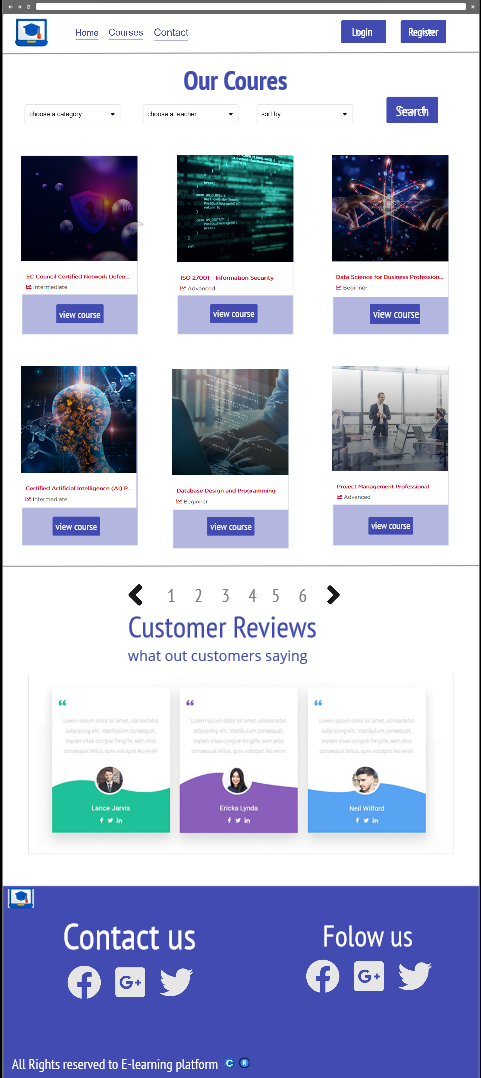 Home Courses Contact Login Register
Our Coures
choose a category choose a teacher sort by Search
EC Council Certified Network Defen... ISO 27001 - Information Security Data Science for Business Profession...
Intermediate Advanced Beginner
view course view course view course
Certified Artificial Intelligence (AI) P... Database Design and Programming Project Management Professional
Intermediate Beginner Advanced
view course view course view course
1 2 3 4 5 6
Customer Reviews
what out customers saying
Lorem ipsum dolor sit amet, consectetur Lorem ipsum dolor sit amet, consectetur Lorem ipsum dolor sit amet, consectetur
adipiscing elit. Vestibulum consequat, adipiscing elit. Vestibulum consequat, adipiscing elit. Vestibulum consequat,
sapien vitae congue fringilla, sem eros sapien vitae congue fringilla, sem eros sapien vitae congue fringilla, sem eros
consequat tellus, quis volutpat leo enim consequat tellus, quis volutpat leo enim consequat tellus, quis volutpat leo enim
Lance Jarvis Ericka Lynda Neil Wilford
Contact us Folow us
All Rights reserved to E-learning platform C R